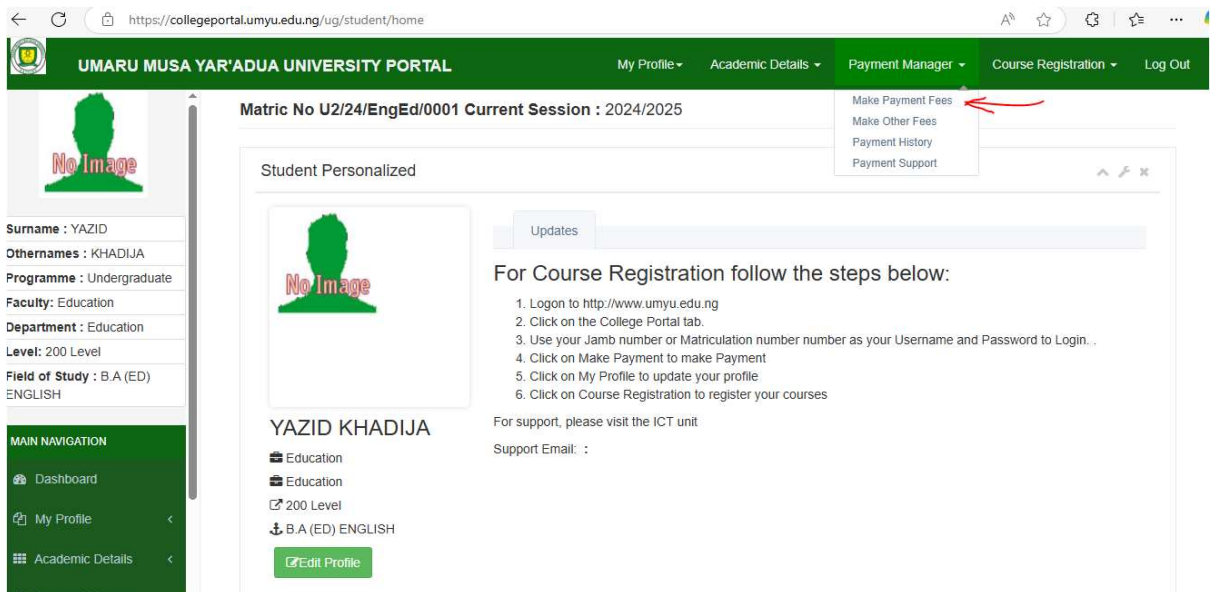 https://collegeportal.umyu.edu.ng/ug/student/home
UMARU MUSA YAR'ADUA UNIVERSITY PORTAL
My Profile
Academic Details
Payment Manager
Course Registration
Log Out
Make Payment Fees
Make Other Fees
Payment History
Payment Support
No Image
Surname : YAZID
Othernames : KHADIJA
Programme : Undergraduate
Faculty: Education
Department : Education
Level: 200 Level
Field of Study : B.A (ED)
ENGLISH
MAIN NAVIGATION
Dashboard
My Profile
Academic Details
Matric No U2/24/EngEd/0001 Current Session : 2024/2025
Student Personalized
No Image
YAZID KHADIJA
Education
Education
200 Level
B.A (ED) ENGLISH
Edit Profile
Updates
For Course Registration follow the steps below:
1. Logon to http://www.umyu.edu.ng
2. Click on the College Portal tab.
3. Use your Jamb number or Matriculation number number as your Username and Password to Login. .
4. Click on Make Payment to make Payment
5. Click on My Profile to update your profile
6. Click on Course Registration to register your courses
For support, please visit the ICT unit
Support Email: :